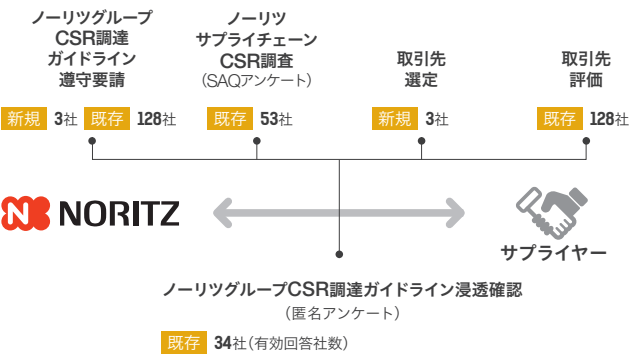 ノーリツグループ
CSR調達
ガイドライン
遵守要請
新規 3社 既存 128社
ノーリツ
サプライチェーン
CSR調査
（SAQアンケート）
既存 53社
取引先
選定
新規 3社
取引先
評価
既存 128社
N NORITZ
サプライヤー
ノーリツグループCSR調達ガイドライン浸透確認
（匿名アンケート）
既存 34社(有効回答社数)